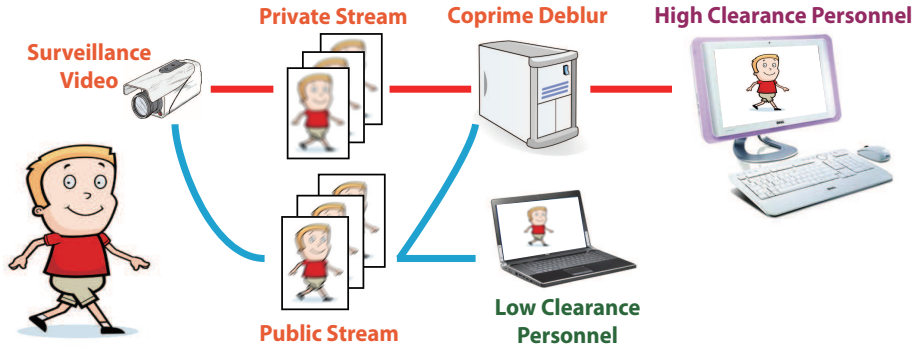 Private Stream
Coprime Deblur
High Clearance Personnel
Surveillance
Video
Low Clearance
Personnel
Public Stream